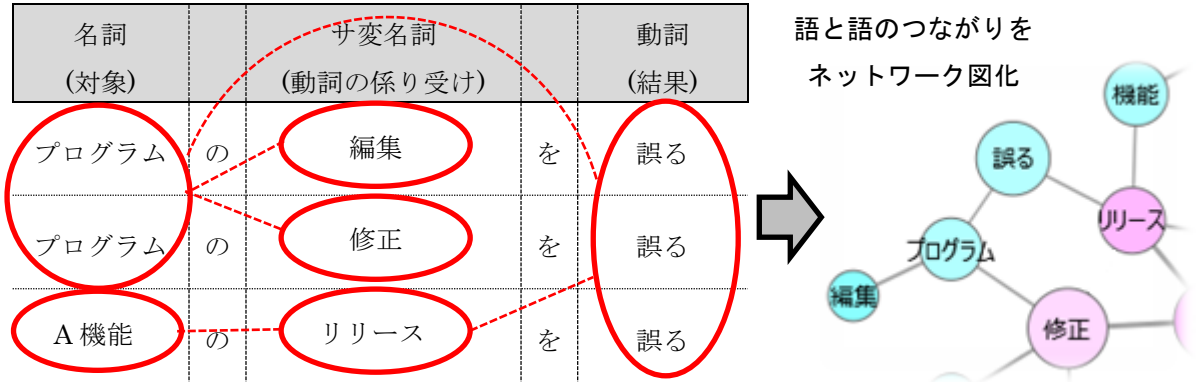 名詞 サ変名詞 動詞
(対象) (動詞の係り受け) (結果)
プログラム の 編集 を 誤る
プログラム の 修正 を 誤る
A機能 の リリース を 誤る
語と語のつながりを
ネットワーク図化
機能
誤る
リリース
プログラム
編集
修正